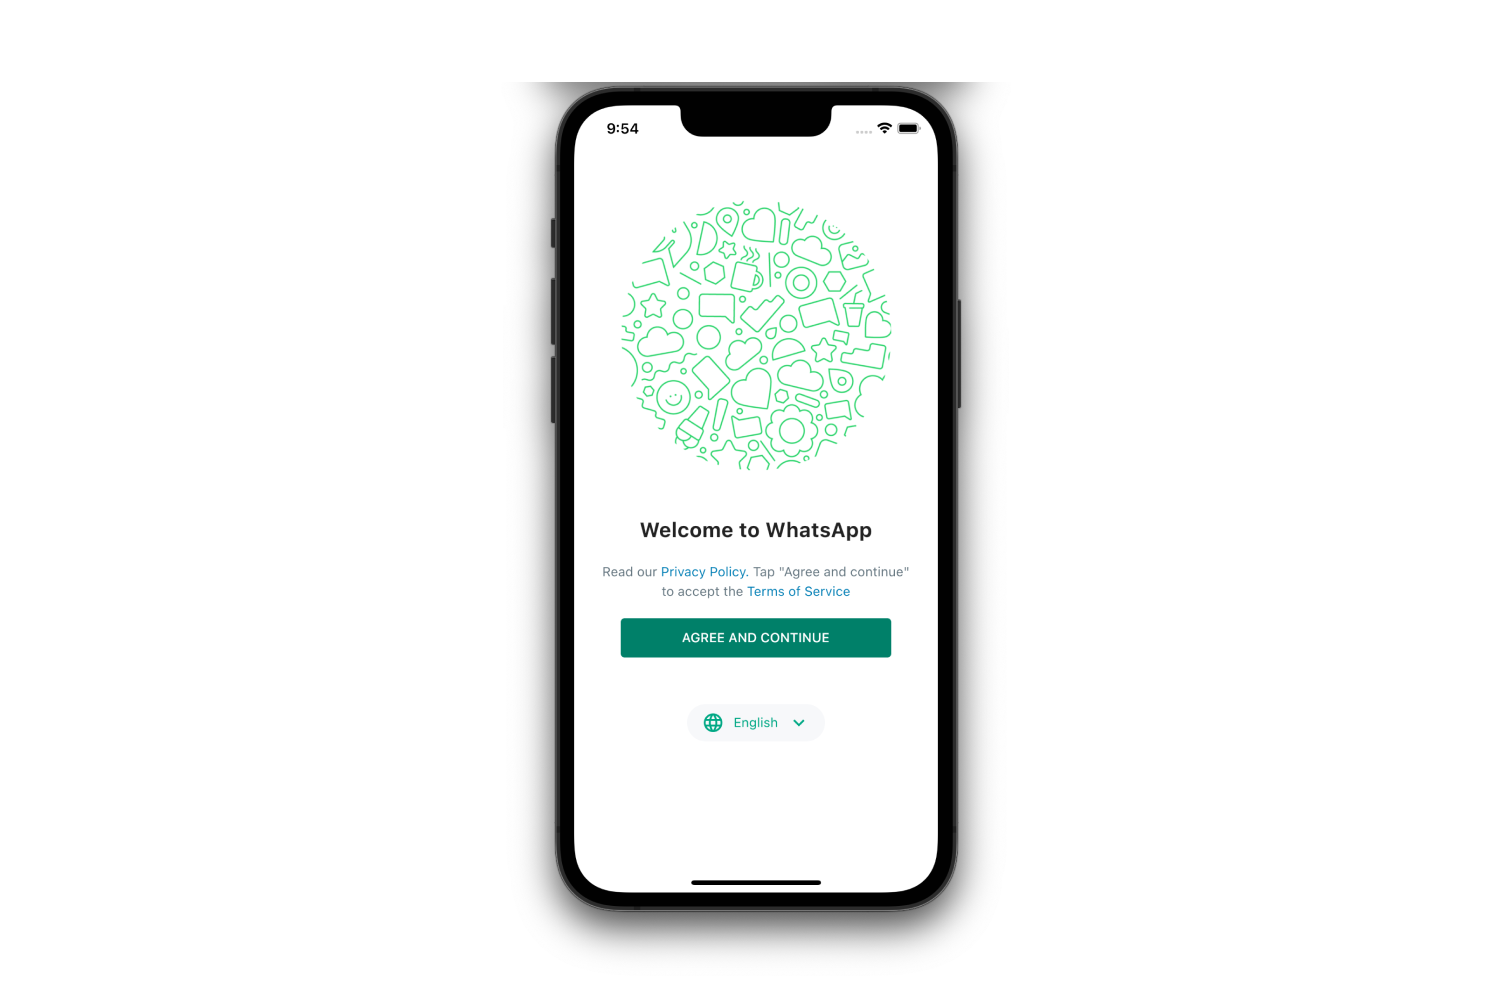 9:54
Welcome to WhatsApp
Read our Privacy Policy. Tap "Agree and continue"
to accept the Terms of Service
AGREE AND CONTINUE
English